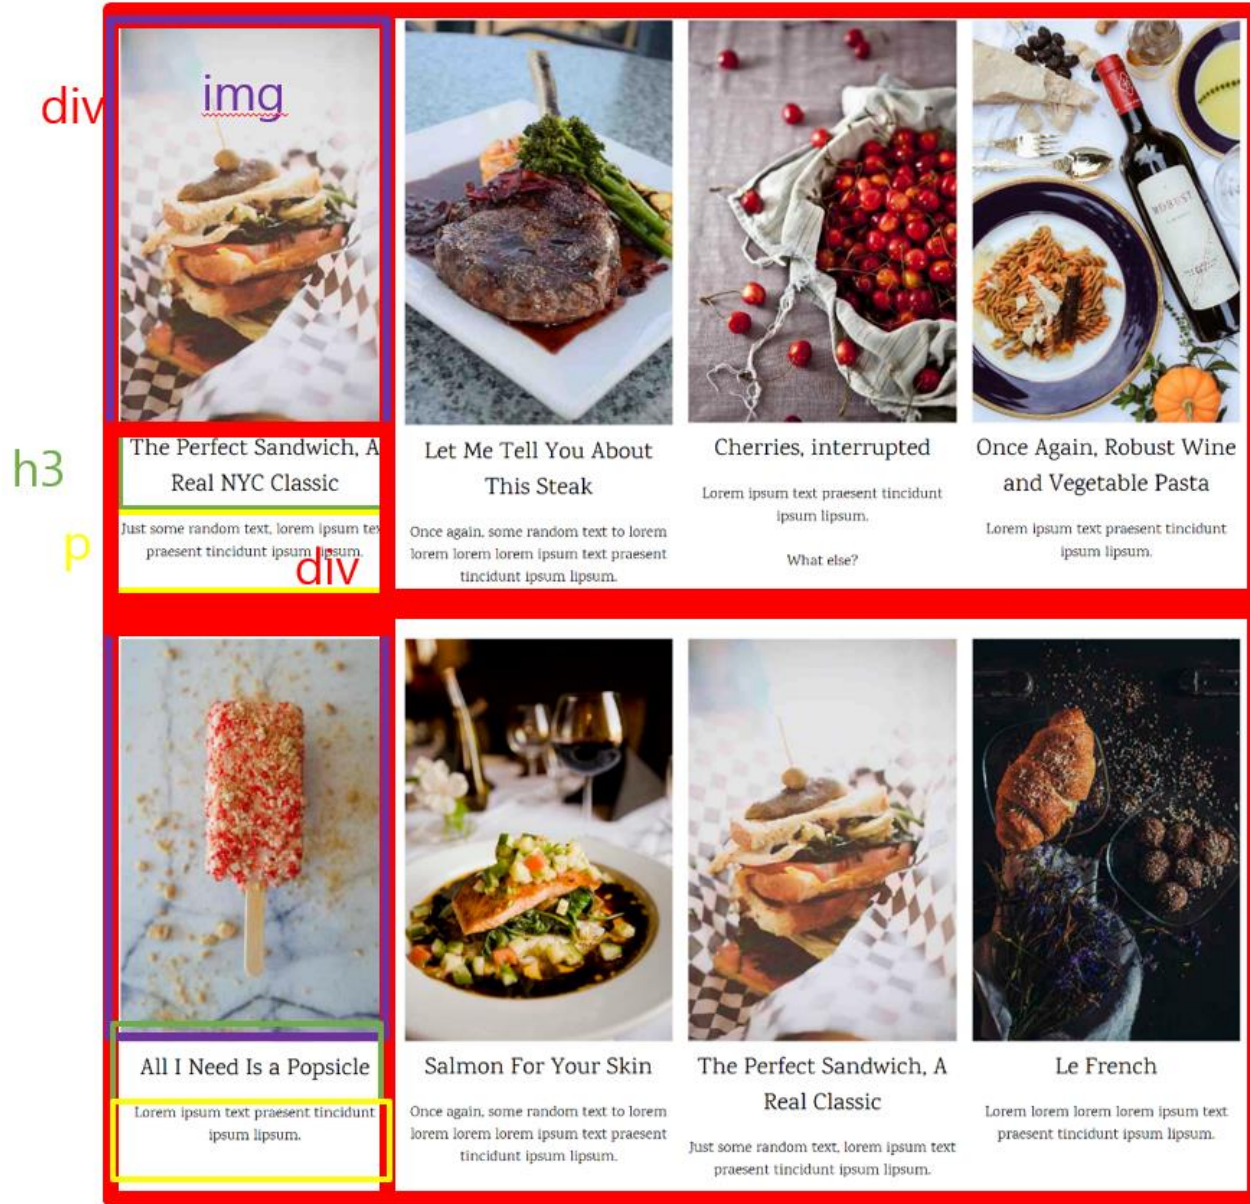 div
img
ROBUST
h3
The Perfect Sandwich, A
Real NYC Classic
p
Just some random text, lorem ipsum tex
praesent tincidunt ipsum lipsum.
div
Let Me Tell You About
This Steak
Once again, some random text to lorem
lorem lorem lorem ipsum text praesent
tincidunt ipsum lipsum.
Cherries, interrupted
Lorem ipsum text praesent tincidunt
ipsum lipsum.
What else?
Once Again, Robust Wine
and Vegetable Pasta
Lorem ipsum text praesent tincidunt
ipsum lipsum.
All I Need Is a Popsicle
Lorem ipsum text praesent tincidunt
ipsum lipsum.
Salmon For Your Skin
Once again, some random text to lorem
lorem lorem lorem ipsum text praesent
tincidunt ipsum lipsum.
The Perfect Sandwich, A
Real Classic
Just some random text, lorem ipsum text
praesent tincidunt ipsum lipsum.
Le French
Lorem lorem lorem lorem ipsum text
praesent tincidunt ipsum lipsum.